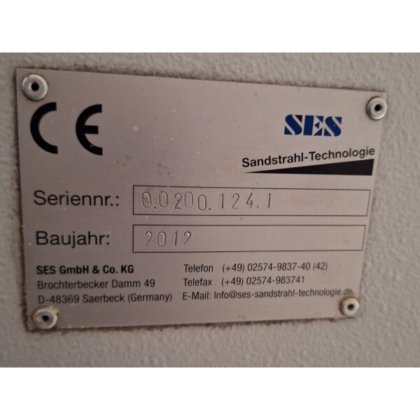 CE
SES
Sandstrahl-Technologie
Seriennr.: 0.0200.124.1
Baujahr: 2012
SES GmbH & Co. KG Telefon (+49) 02574-9837-40 (42)
Brochterbecker Damm 49 Telefax (+49) 02574-983741
D-48369 Saerbeck (Germany) E-Mail: Info@ses-sandstrahl-technologie.de